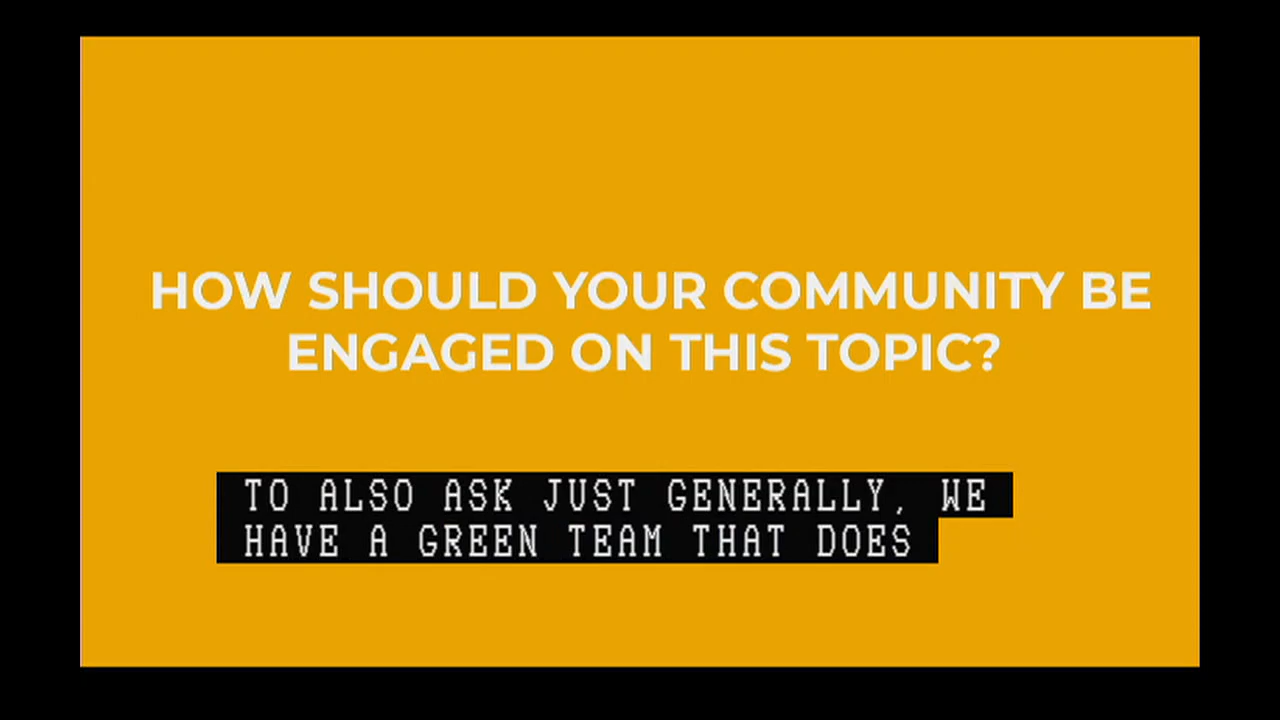 HOW SHOULD YOUR COMMUNITY BE
ENGAGED ON THIS TOPIC?
TO ALSO ASK JUST GENERALLY, WE
HAVE A GREEN TEAM THAT DOES